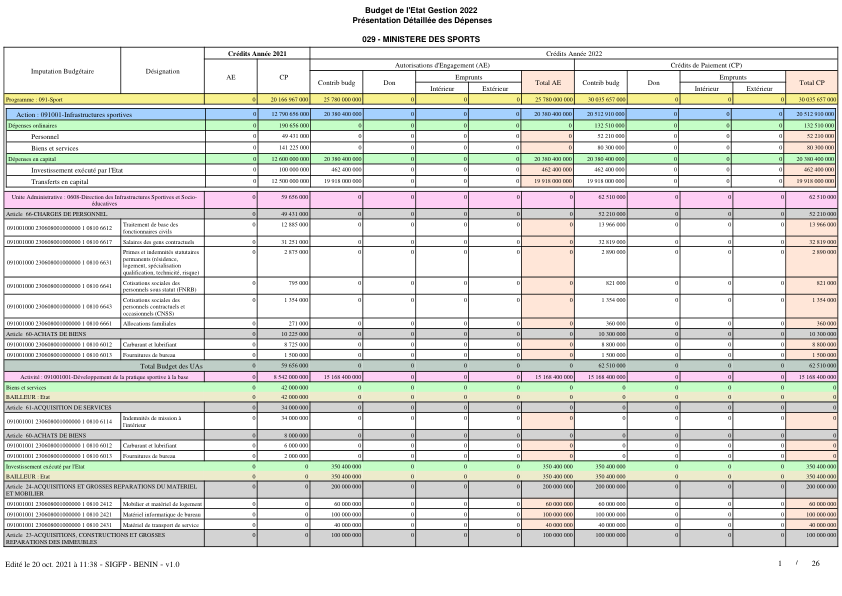 Budget de l'Etat Gestion 2022
Présentation Détaillée des Dépenses
029 - MINISTERE DES SPORTS
Imputation Budgétaire Désignation Crédits Année 2021 Crédits Année 2022
AE CP Autorisations d'Engagement (AE) Crédits de Paiement (CP)
Contrib budg Don Emprunts Total AE Contrib budg Don Emprunts Total CP
Intérieur Extérieur Intérieur Extérieur
Programme : 091-Sport 0 20 166 967 000 25 780 000 000 0 0 0 25 780 000 000 30 035 657 000 0 0 0 30 035 657 000
Action : 091001-Infrastructures sportives 0 12 790 656 000 20 380 400 000 0 0 0 20 380 400 000 20 512 910 000 0 0 0 20 512 910 000
Dépenses ordinaires 0 190 656 000 0 0 0 0 0 132 510 000 0 0 0 132 510 000
Personnel 0 49 431 000 0 0 0 0 0 52 210 000 0 0 0 52 210 000
Biens et services 0 141 225 000 0 0 0 0 0 80 300 000 0 0 0 80 300 000
Dépenses en capital 0 12 600 000 000 20 380 400 000 0 0 0 20 380 400 000 20 380 400 000 0 0 0 20 380 400 000
Investissement exécuté par l'Etat 0 100 000 000 462 400 000 0 0 0 462 400 000 462 400 000 0 0 0 462 400 000
Transferts en capital 0 12 500 000 000 19 918 000 000 0 0 0 19 918 000 000 19 918 000 000 0 0 0 19 918 000 000
Unite Administrative : 0608-Direction des Infrastructures Sportives et Socio- 0 59 656 000 0 0 0 0 0 62 510 000 0 0 0 62 510 000
éducatives
Article 66-CHARGES DE PERSONNEL 0 49 431 000 0 0 0 0 0 52 210 000 0 0 0 52 210 000
091001000 2306080001000000 1 0810 6612 Traitement de base des 0 12 885 000 0 0 0 0 0 13 966 000 0 0 0 13 966 000
fonctionnaires civils
091001000 2306080001000000 1 0810 6617 Salaires des gens contractuels 0 31 251 000 0 0 0 0 0 32 819 000 0 0 0 32 819 000
091001000 2306080001000000 1 0810 6631 Primes et indemnités statutaires 0 2 875 000 0 0 0 0 0 2 890 000 0 0 0 2 890 000
permanents (résidence,
logement, spécialisation
qualification, technicité, risque)
091001000 2306080001000000 1 0810 6641 Cotisations sociales des 0 795 000 0 0 0 0 0 821 000 0 0 0 821 000
personnels sous statut (FNRB)
091001000 2306080001000000 1 0810 6643 Cotisations sociales des 0 1 354 000 0 0 0 0 0 1 354 000 0 0 0 1 354 000
personnels contractuels et
occasionnels (CNSS)
091001000 2306080001000000 1 0810 6661 Allocations familiales 0 271 000 0 0 0 0 0 360 000 0 0 0 360 000
Article 60-ACHATS DE BIENS 0 10 225 000 0 0 0 0 0 10 300 000 0 0 0 10 300 000
091001000 2306080001000000 1 0810 6012 Carburant et lubrifiant 0 8 725 000 0 0 0 0 0 8 800 000 0 0 0 8 800 000
091001000 2306080001000000 1 0810 6013 Fournitures de bureau 0 1 500 000 0 0 0 0 0 1 500 000 0 0 0 1 500 000
Total Budget des UAs 0 59 656 000 0 0 0 0 0 62 510 000 0 0 0 62 510 000
Activité : 091001001-Développement de la pratique sportive à la base 0 8 542 000 000 15 168 400 000 0 0 0 15 168 400 000 15 168 400 000 0 0 0 15 168 400 000
Biens et services 0 42 000 000 0 0 0 0 0 0 0 0 0 0
BAILLEUR : Etat 0 42 000 000 0 0 0 0 0 0 0 0 0 0
Article 61-ACQUISITION DE SERVICES 0 34 000 000 0 0 0 0 0 0 0 0 0 0
091001001 2306080001000000 1 0810 6114 Indemnités de mission à 0 34 000 000 0 0 0 0 0 0 0 0 0 0
l'intérieur
Article 60-ACHATS DE BIENS 0 8 000 000 0 0 0 0 0 0 0 0 0 0
091001001 2306080001000000 1 0810 6012 Carburant et lubrifiant 0 6 000 000 0 0 0 0 0 0 0 0 0 0
091001001 2306080001000000 1 0810 6013 Fournitures de bureau 0 2 000 000 0 0 0 0 0 0 0 0 0 0
Investissement exécuté par l'Etat 0 0 350 400 000 0 0 0 350 400 000 350 400 000 0 0 0 350 400 000
BAILLEUR : Etat 0 0 350 400 000 0 0 0 350 400 000 350 400 000 0 0 0 350 400 000
Article 24-ACQUISITIONS ET GROSSES REPARATIONS DU MATERIEL 0 0 200 000 000 0 0 0 200 000 000 200 000 000 0 0 0 200 000 000
ET MOBILIER
091001001 2306080001000000 1 0810 2412 Mobilier et matériel de logement 0 0 60 000 000 0 0 0 60 000 000 60 000 000 0 0 0 60 000 000
091001001 2306080001000000 1 0810 2421 Matériel informatique de bureau 0 0 100 000 000 0 0 0 100 000 000 100 000 000 0 0 0 100 000 000
091001001 2306080001000000 1 0810 2431 Matériel de transport de service 0 0 40 000 000 0 0 0 40 000 000 40 000 000 0 0 0 40 000 000
Article 23-ACQUISITIONS, CONSTRUCTIONS ET GROSSES 0 0 100 000 000 0 0 0 100 000 000 100 000 000 0 0 0 100 000 000
REPARATIONS DES IMMEUBLES
Edité le 20 oct. 2021 à 11:38 - SIGFP - BENIN - v1.0 1 / 26